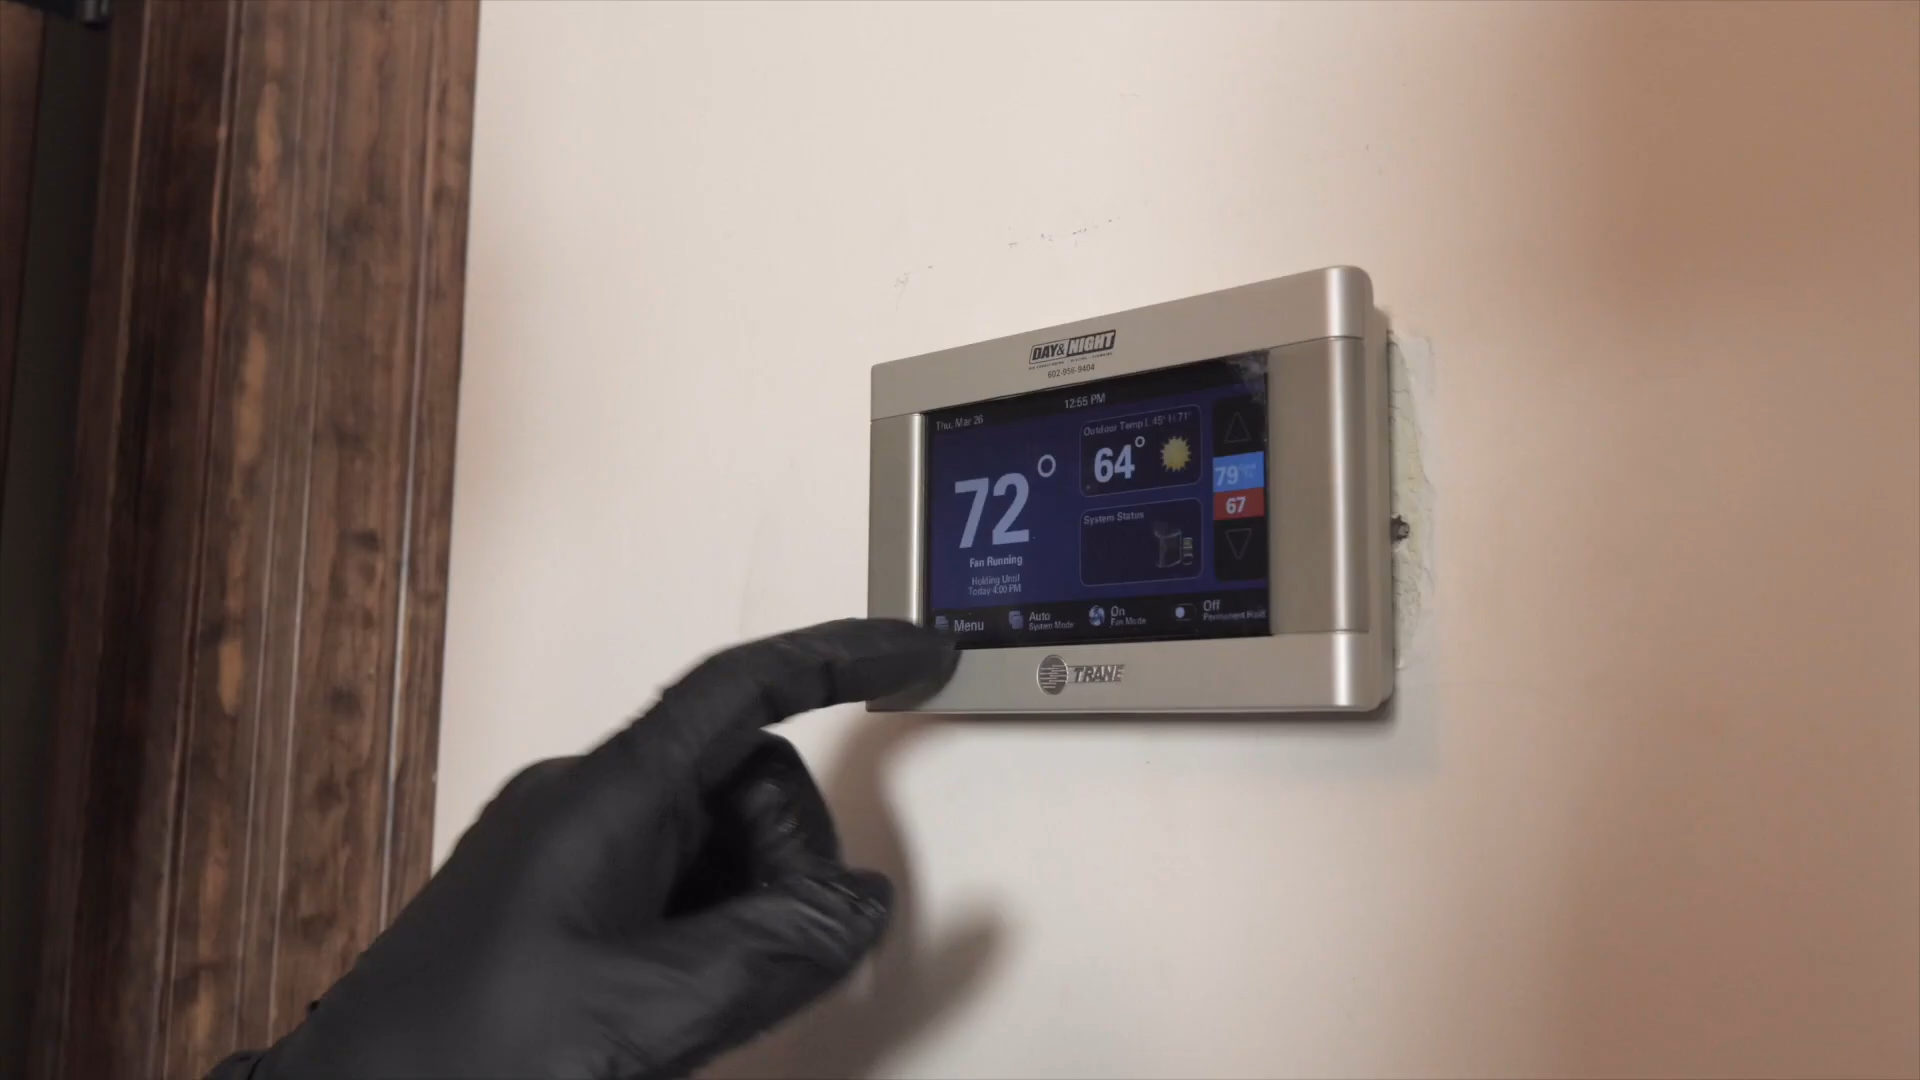 DAY&NIGHT
602-956-9404
12:55 PM
Thu, Mar 26
Outdoor Temp L 45° H 71°
64°
72°
79
67
System Status
Fan Running
Holding Until
Today 4:00 PM
Menu
Auto
System Mode
On
Fan Mode
Off
Permanent Hold
TRANE